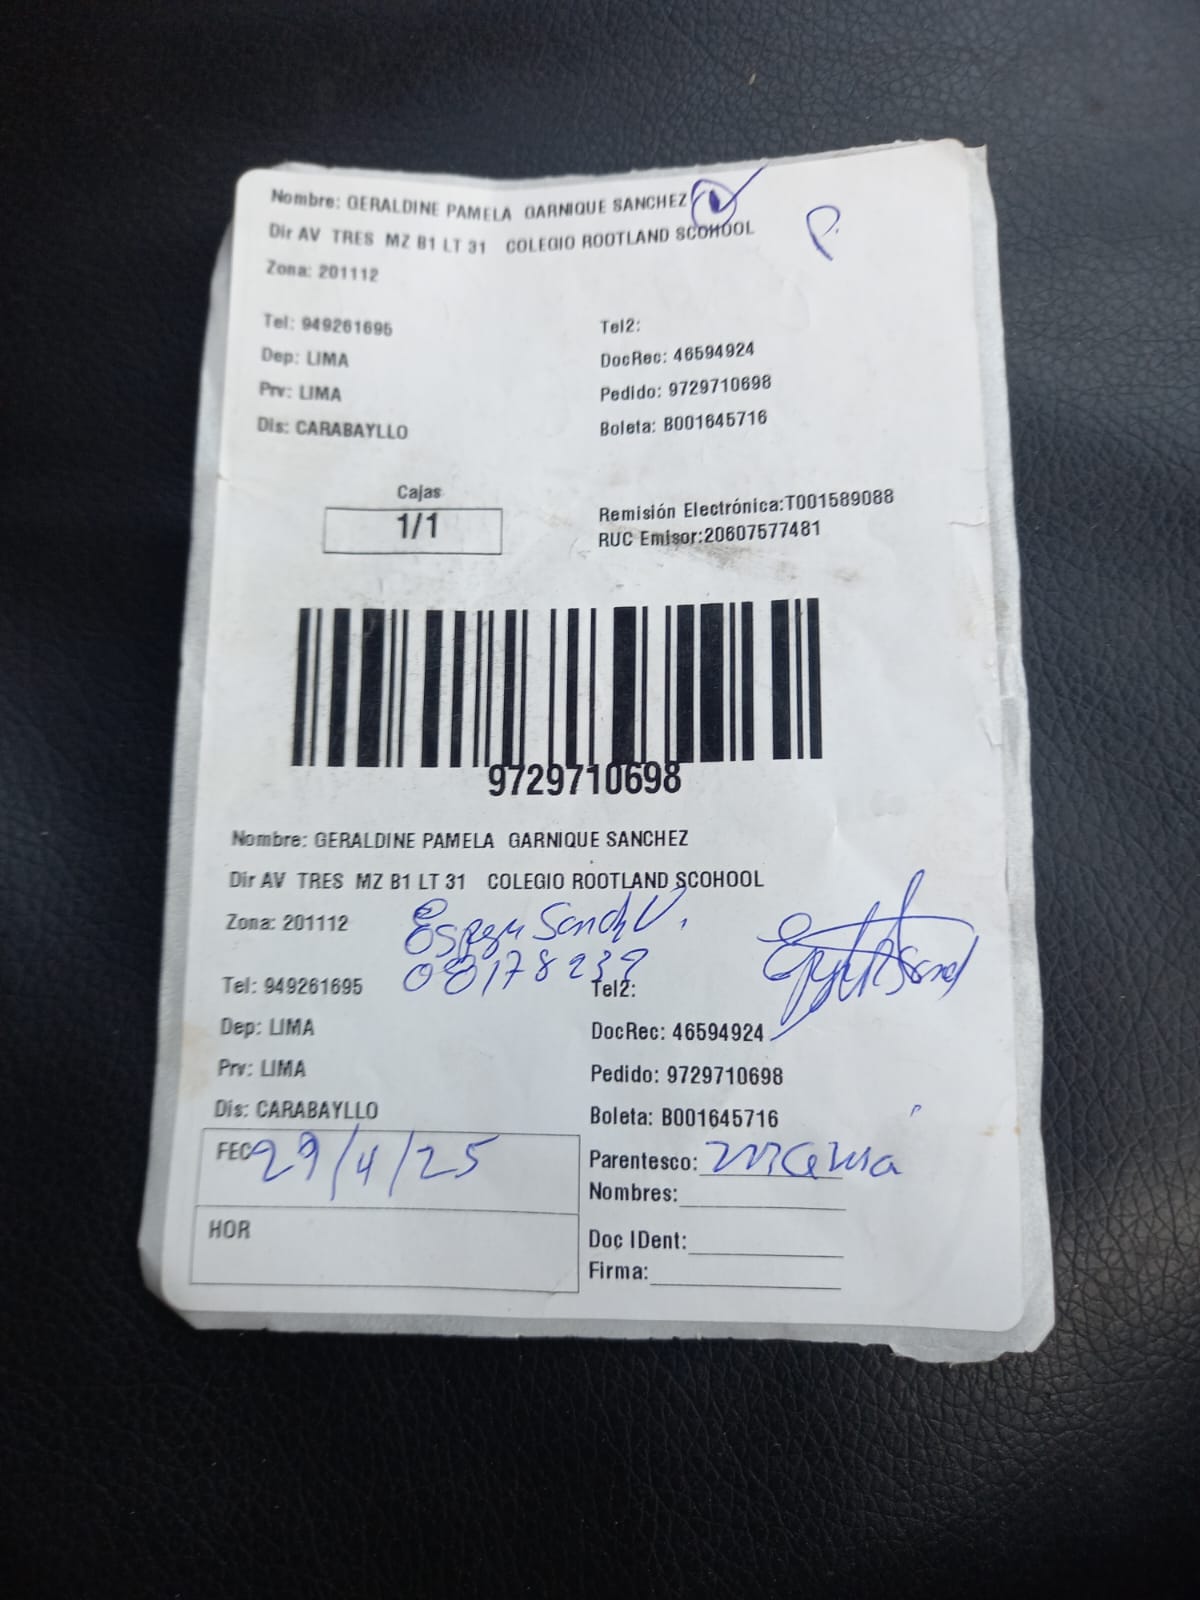 Nombre: GERALDINE PAMELA GARNIQUE SANCHEZ
Dir AV TRES MZ B1 LT 31 COLEGIO ROOTLAND SCOHOOL
P.
Zona: 201112
Tel: 949261695 Tel2:
Dep: LIMA DocRec: 46594924
Prv: LIMA Pedido: 9729710698
Dis: CARABAYLLO Boleta: B001645716
Cajas
1/1
Remisión Electrónica:T001589088
RUC Emisor:20607577481
9729710698
Nombre: GERALDINE PAMELA GARNIQUE SANCHEZ
Dir AV TRES MZ B1 LT 31 COLEGIO ROOTLAND SCOHOOL
Zona: 201112
08178239
Tel: 949261695 Tel2:
Dep: LIMA DocRec: 46594924
Prv: LIMA Pedido: 9729710698
Dis: CARABAYLLO Boleta: B001645716
FEC 29/4/25 Parentesco: mamá
Nombres:
HOR Doc IDent:
Firma: